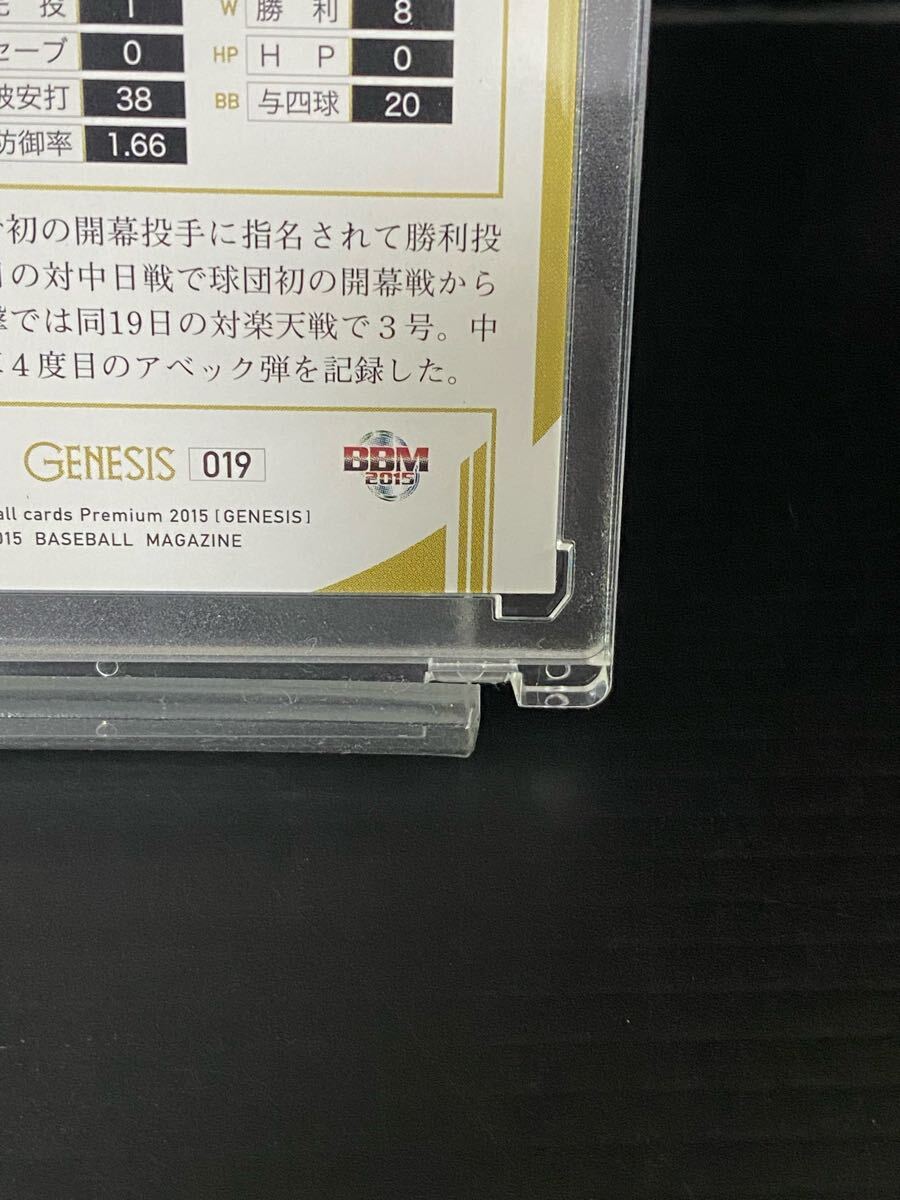 完投 1 W 勝利 8
セーブ 0 HP HP 0
被安打 38 BB 与四球 20
防御率 1.66
初の開幕投手に指名されて勝利投
の対中日戦で球団初の開幕戦から
では同19日の対楽天戦で3号。中
4度目のアベック弾を記録した。
GENESIS 019 BBM 2015
all cards Premium 2015 [GENESIS]
015 BASEBALL MAGAZINE